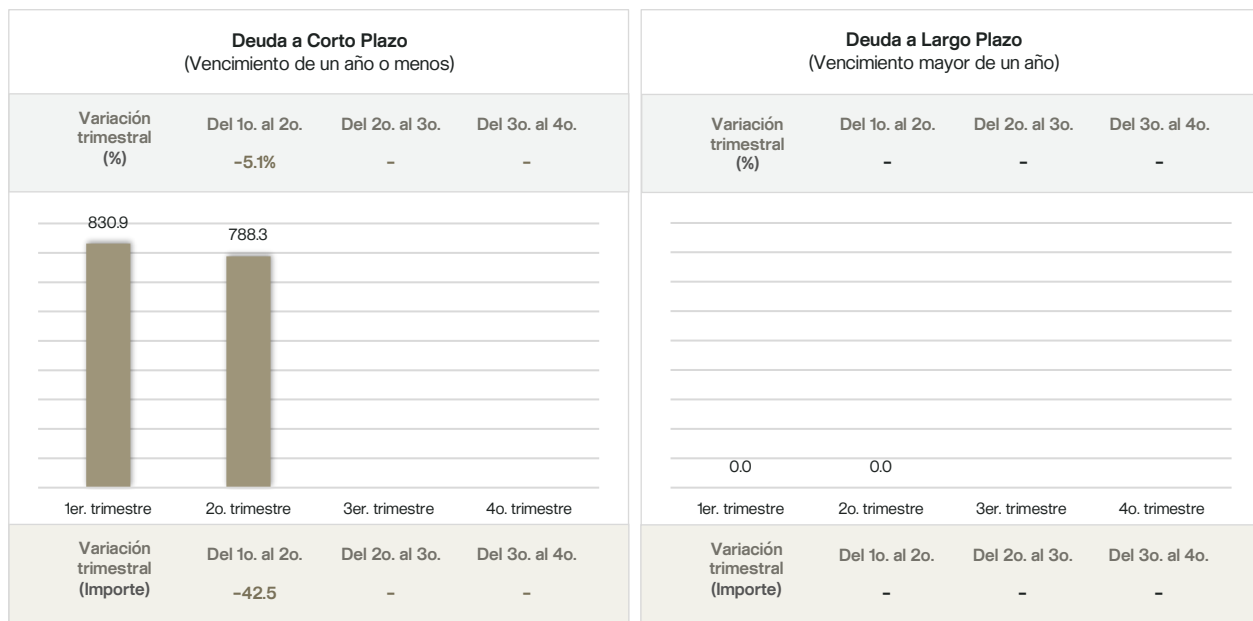 Deuda a Corto Plazo
(Vencimiento de un año o menos)
Variación
trimestral
(%)
Del 1o. al 2o. Del 2o. al 3o. Del 3o. al 4o.
-5.1% - -
830.9
788.3
1er. trimestre 2o. trimestre 3er. trimestre 4o. trimestre
Variación
trimestral
(Importe)
Del 1o. al 2o. Del 2o. al 3o. Del 3o. al 4o.
-42.5 - -
Deuda a Largo Plazo
(Vencimiento mayor de un año)
Variación
trimestral
(%)
Del 1o. al 2o. Del 2o. al 3o. Del 3o. al 4o.
- - -
0.0 0.0
1er. trimestre 2o. trimestre 3er. trimestre 4o. trimestre
Variación
trimestral
(Importe)
Del 1o. al 2o. Del 2o. al 3o. Del 3o. al 4o.
- - -